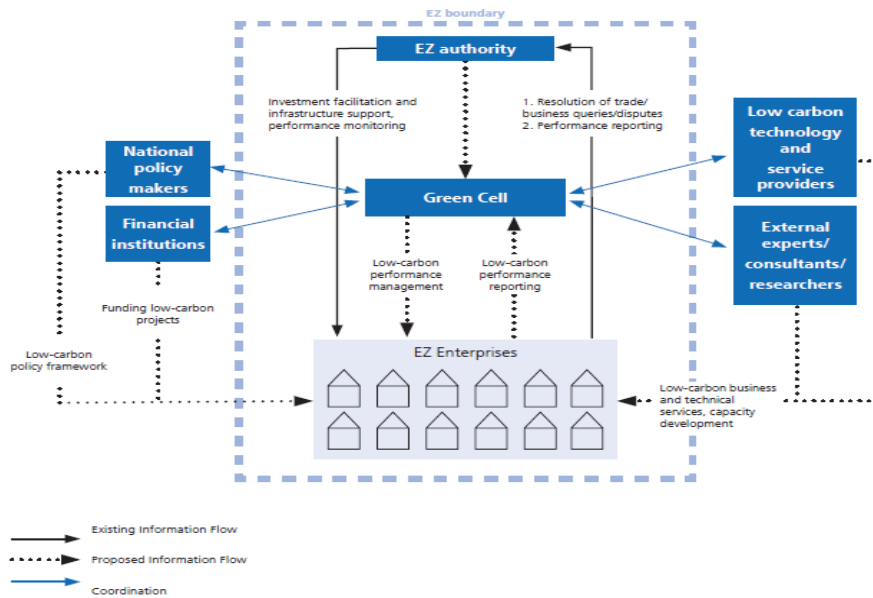 EZ boundary
EZ authority
Investment facilitation and
infrastructure support,
performance monitoring
1. Resolution of trade/
business queries/disputes
2. Performance reporting
National
policy
makers
Financial
institutions
Green Cell
Low carbon
technology
and
service
providers
External
experts/
consultants/
researchers
Low-carbon
performance
management
Low-carbon
performance
reporting
Funding low-carbon
projects
Low-carbon
policy framework
EZ Enterprises
Low-carbon business
and technical
services, capacity
development
Existing Information Flow
Proposed Information Flow
Coordination